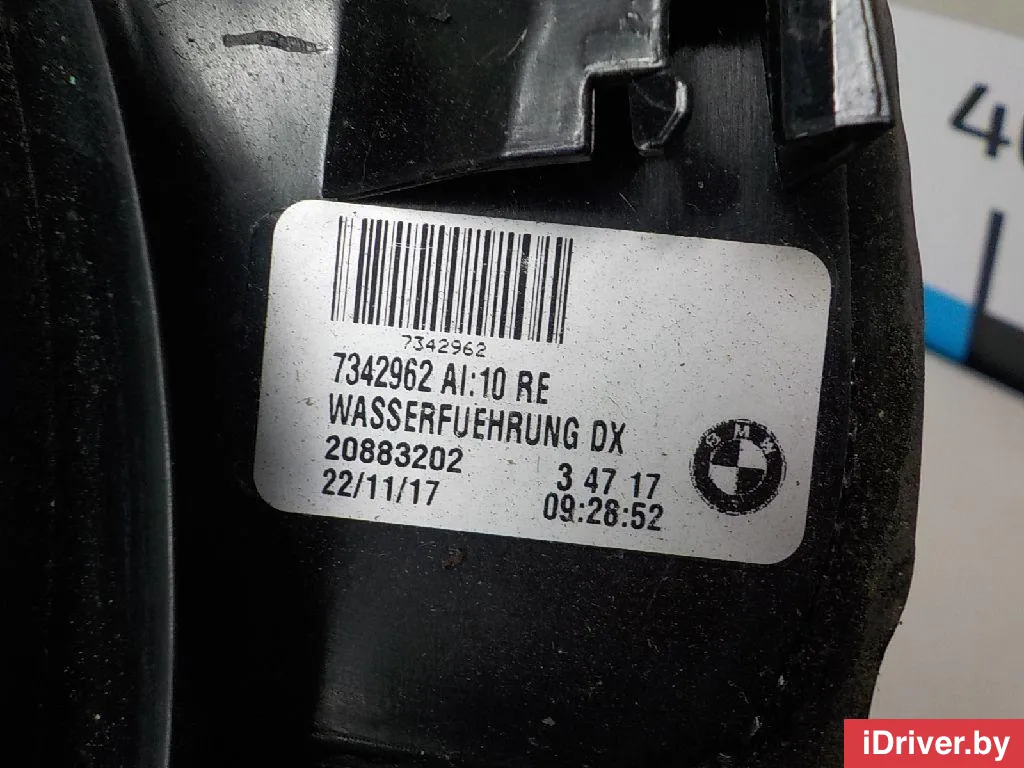 40
7342962
7342962 AI:10 RE
WASSERFUEHRUNG DX
20883202
3 47 17
22/11/17
09:28:52
BMW
iDriver.by